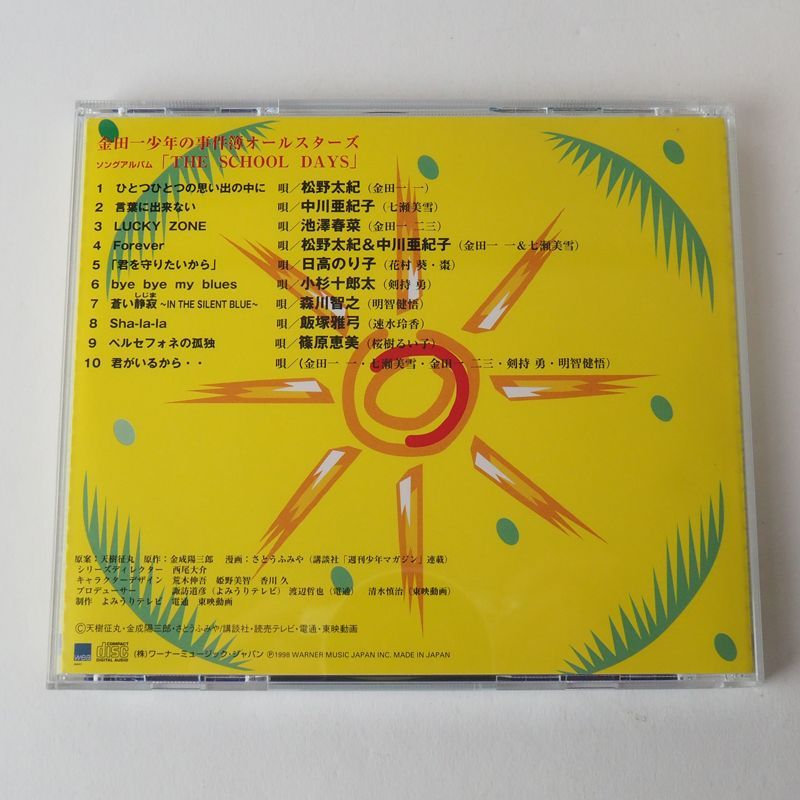 金田一少年の事件簿オールスターズ
ソングアルバム「THE SCHOOL DAYS」
1 ひとつひとつの思い出の中に 唄／松野太紀（金田一 一）
2 言葉に出来ない 唄／中川亜紀子（七瀬美雪）
3 LUCKY ZONE 唄／池澤春菜（金田一 二三）
4 Forever 唄／松野太紀＆中川亜紀子（金田一 一＆七瀬美雪）
5 「君を守りたいから」 唄／日高のり子（花村 葵・棗）
6 bye bye my blues 唄／小杉十郎太（剣持 勇）
しじま
7 蒼い静寂 ～IN THE SILENT BLUE～ 唄／森川智之（明智健悟）
8 Sha-la-la 唄／飯塚雅弓（速水玲香）
9 ペルセフォネの孤独 唄／篠原恵美（桜樹るい子）
10 君がいるから・・ 唄／（金田一 一・七瀬美雪・金田一 二三・剣持 勇・明智健悟）
原案：天樹征丸 原作：金成陽三郎 漫画：さとうふみや（講談社「週刊少年マガジン」連載）
シリーズディレクター 西尾大介
キャラクターデザイン 荒木伸吾 姫野美智 香川 久
プロデューサー 諏訪道彦（よみうりテレビ） 渡辺哲也（電通） 清水慎治（東映動画）
制作 よみうりテレビ 電通 東映動画
©天樹征丸・金成陽三郎・さとうふみや/講談社・読売テレビ・電通・東映動画
wea COMPACT disc DIGITAL AUDIO （株）ワーナーミュージック・ジャパン ℗1998 WARNER MUSIC JAPAN INC. MADE IN JAPAN